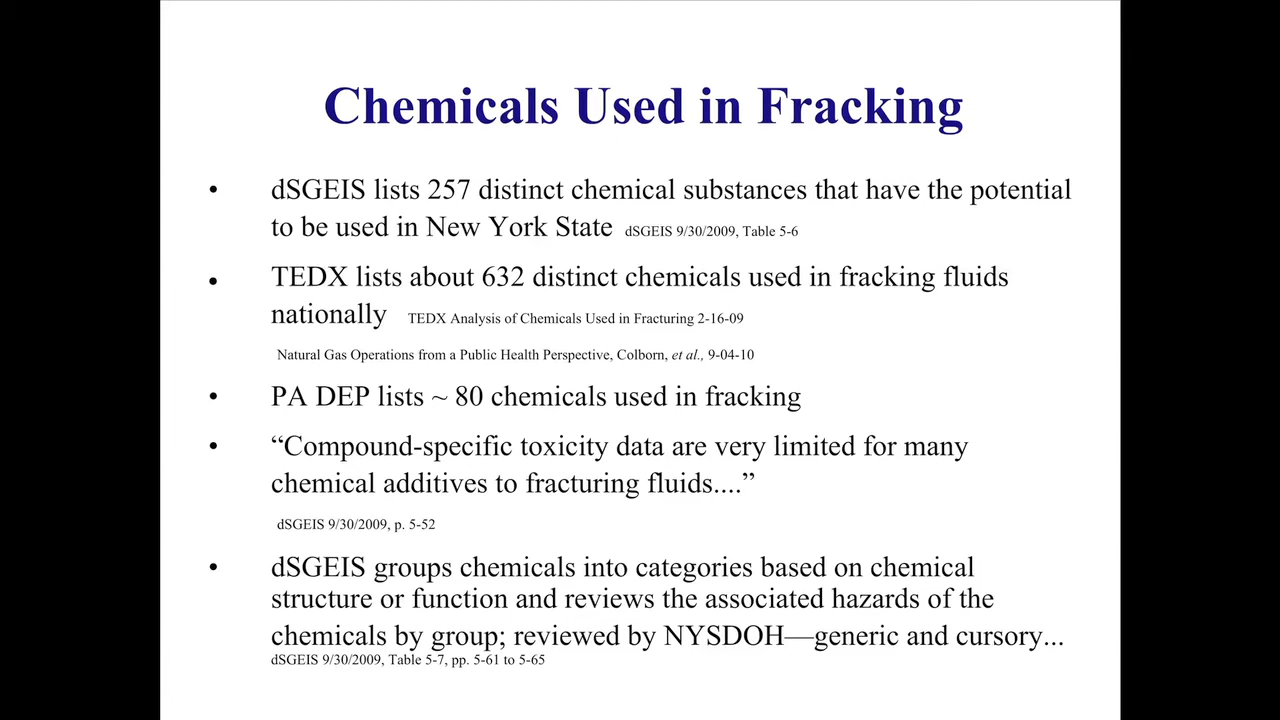 Chemicals Used in Fracking
• dSGEIS lists 257 distinct chemical substances that have the potential
to be used in New York State dSGEIS 9/30/2009, Table 5-6
• TEDX lists about 632 distinct chemicals used in fracking fluids
nationally TEDX Analysis of Chemicals Used in Fracturing 2-16-09
Natural Gas Operations from a Public Health Perspective, Colborn, et al., 9-04-10
• PA DEP lists ~ 80 chemicals used in fracking
• “Compound-specific toxicity data are very limited for many
chemical additives to fracturing fluids....”
dSGEIS 9/30/2009, p. 5-52
• dSGEIS groups chemicals into categories based on chemical
structure or function and reviews the associated hazards of the
chemicals by group; reviewed by NYSDOH—generic and cursory...
dSGEIS 9/30/2009, Table 5-7, pp. 5-61 to 5-65